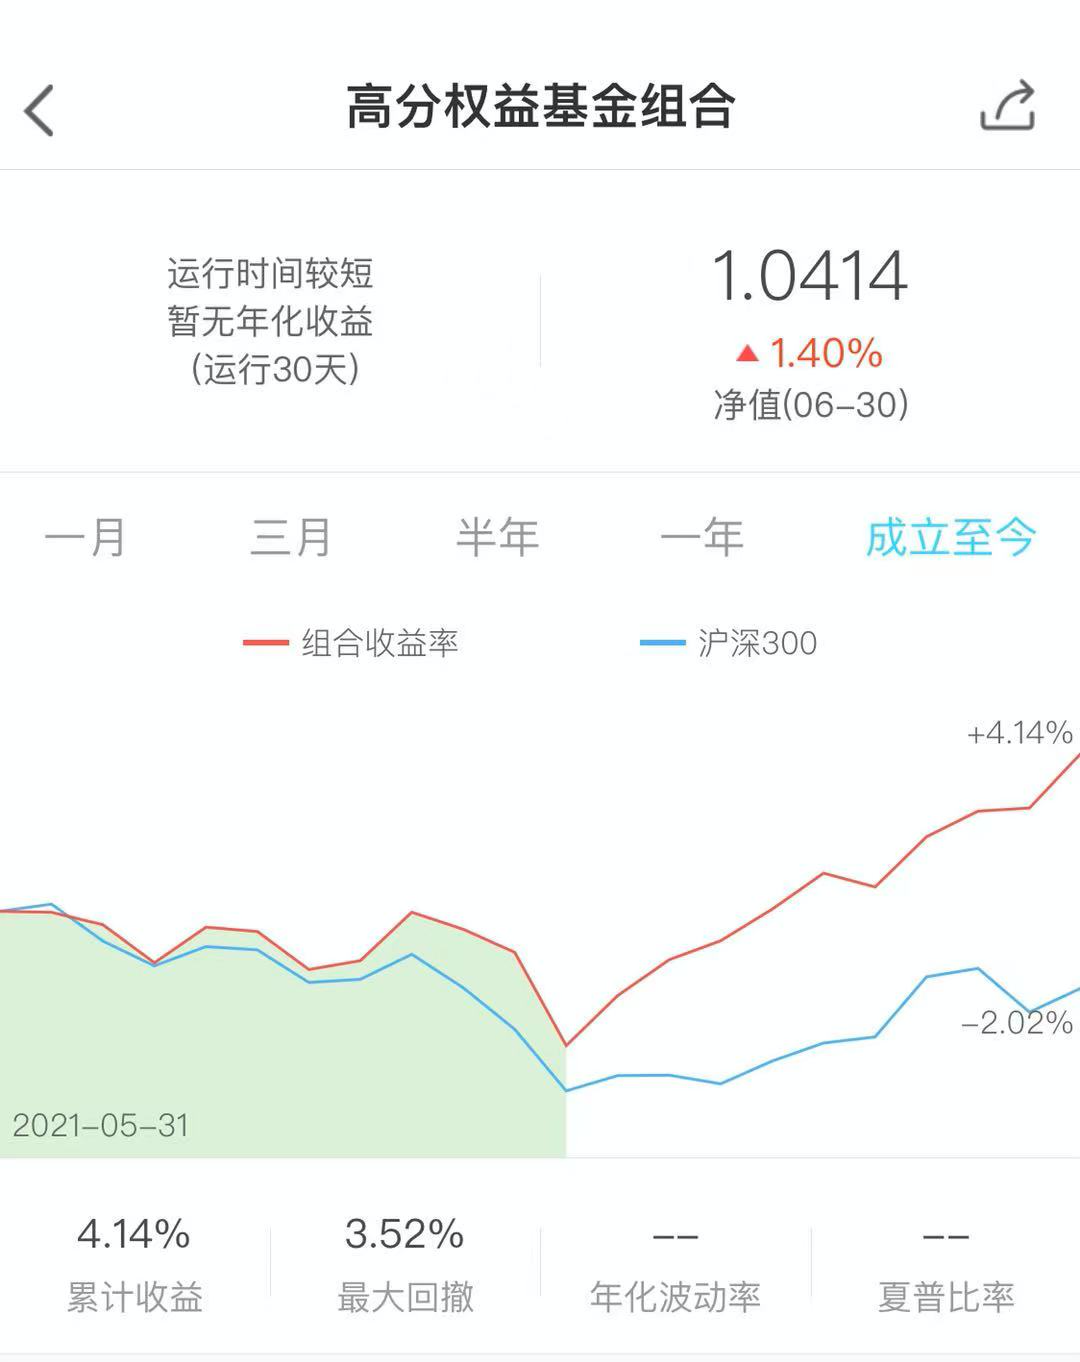 高分权益基金组合
运行时间较短
暂无年化收益
(运行30天)
1.0414
▲ 1.40%
净值(06-30)
一月 三月 半年 一年 成立至今
组合收益率 沪深300
+4.14%
-2.02%
2021-05-31
4.14% 3.52% -- --
累计收益 最大回撤 年化波动率 夏普比率